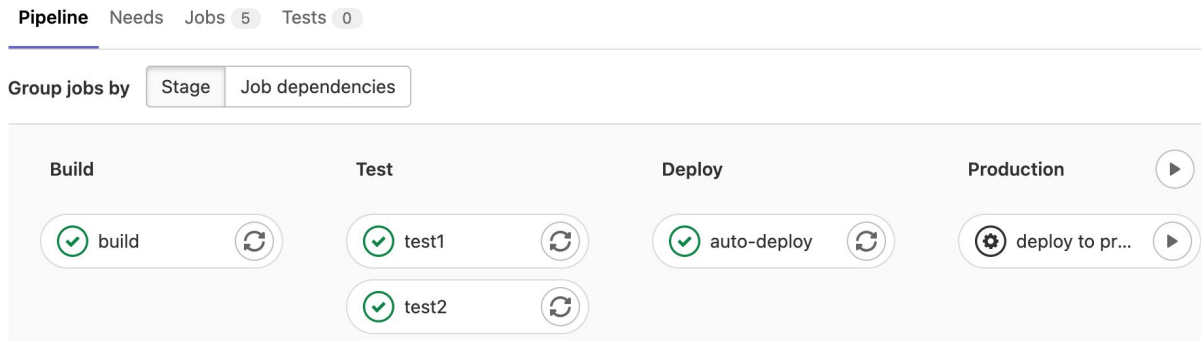 Pipeline Needs Jobs 5 Tests 0
Group jobs by Stage Job dependencies
Build Test Deploy Production
build test1 auto-deploy deploy to pr...
test2